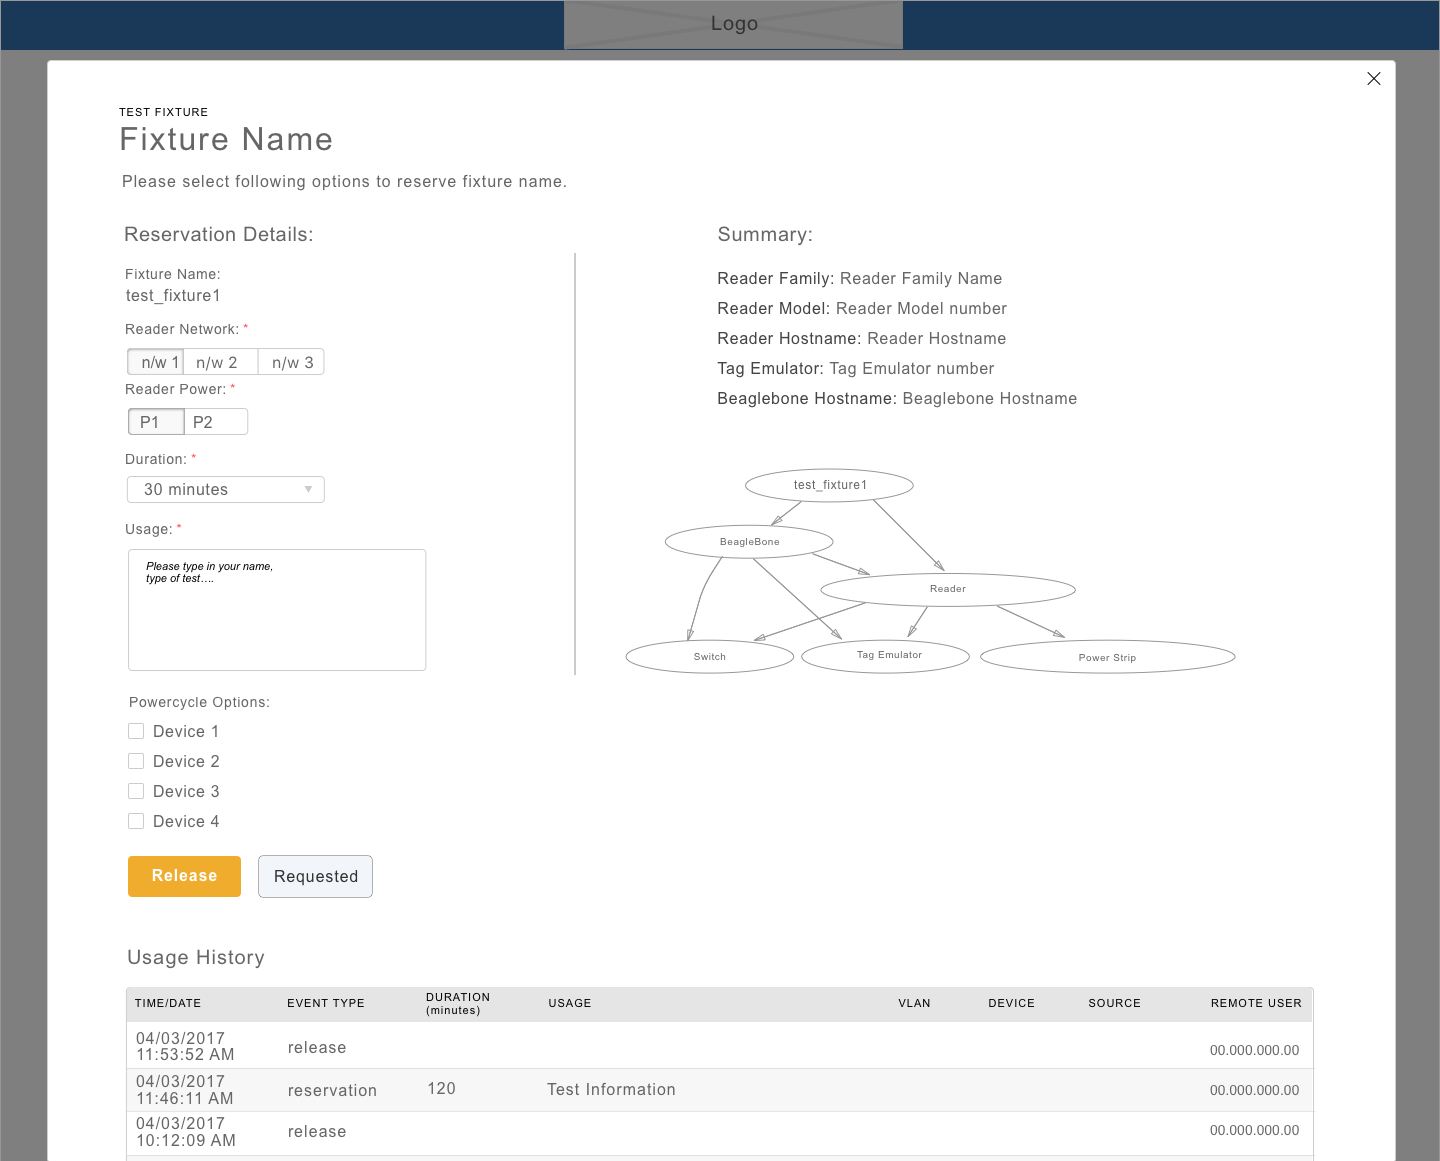 Logo
TEST FIXTURE
Fixture Name
Please select following options to reserve fixture name.
Reservation Details:
Fixture Name:
test_fixture1
Reader Network: *
n/w 1 n/w 2 n/w 3
Reader Power: *
P1 P2
Duration: *
30 minutes
Usage: *
Please type in your name,
type of test....
Powercycle Options:
Device 1
Device 2
Device 3
Device 4
Release Requested
Summary:
Reader Family: Reader Family Name
Reader Model: Reader Model number
Reader Hostname: Reader Hostname
Tag Emulator: Tag Emulator number
Beaglebone Hostname: Beaglebone Hostname
test_fixture1
BeagleBone
Reader
Switch
Tag Emulator
Power Strip
Usage History
TIME/DATE EVENT TYPE DURATION (minutes) USAGE VLAN DEVICE SOURCE REMOTE USER
04/03/2017
11:53:52 AM release 00.000.000.00
04/03/2017
11:46:11 AM reservation 120 Test Information 00.000.000.00
04/03/2017
10:12:09 AM release 00.000.000.00